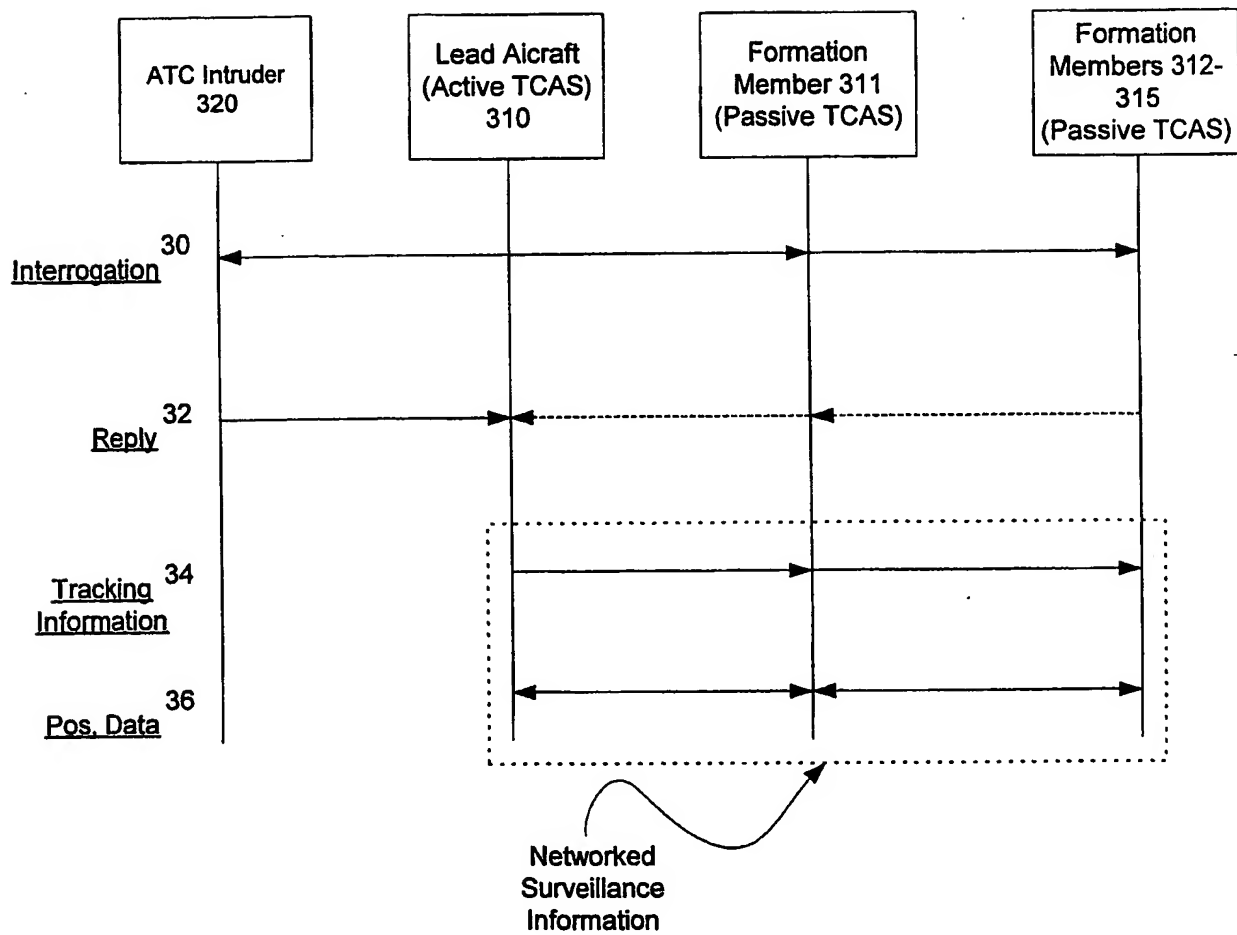 ATC Intruder
320
Lead Aicraft
(Active TCAS)
310
Formation
Member 311
(Passive TCAS)
Formation
Members 312-
315
(Passive TCAS)
30
Interrogation
32
Reply
34
Tracking
Information
36
Pos, Data
Networked
Surveillance
Information